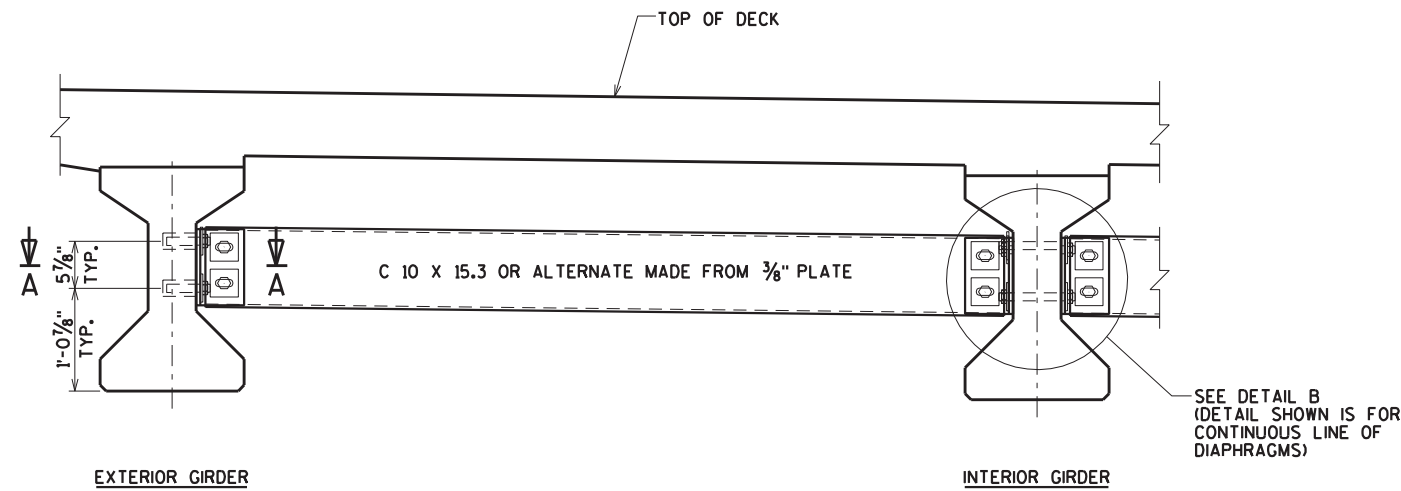 TOP OF DECK
5⅞"
TYP.
A
A
C 10 X 15.3 OR ALTERNATE MADE FROM ⅜" PLATE
1'-0⅞"
TYP.
SEE DETAIL B
(DETAIL SHOWN IS FOR
CONTINUOUS LINE OF
DIAPHRAGMS)
EXTERIOR GIRDER
INTERIOR GIRDER